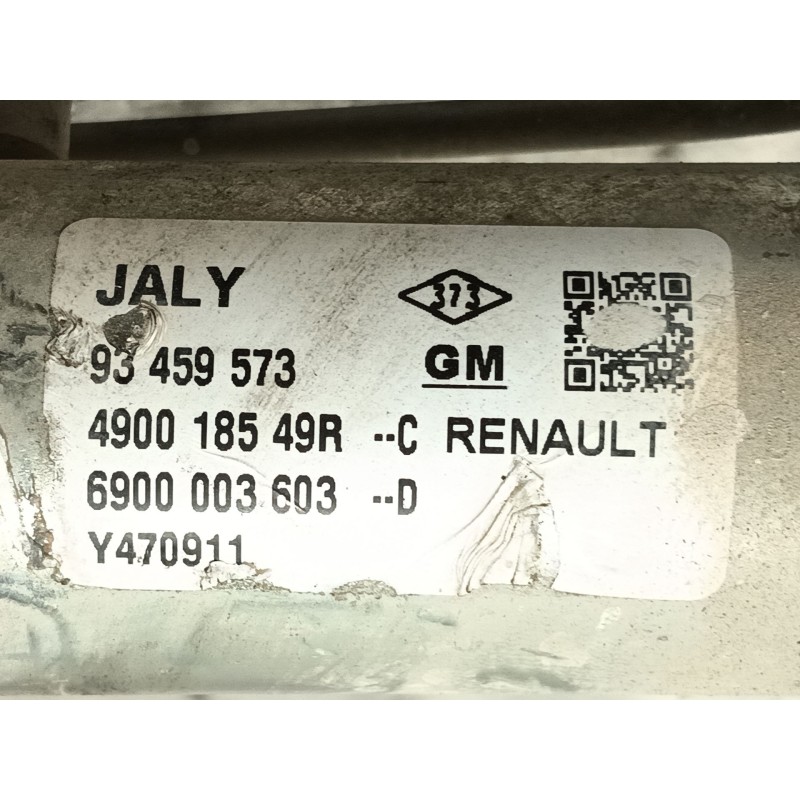 JALY 373
93 459 573 GM
4900 185 49R --C RENAULT
6900 003 603 --D
Y470911